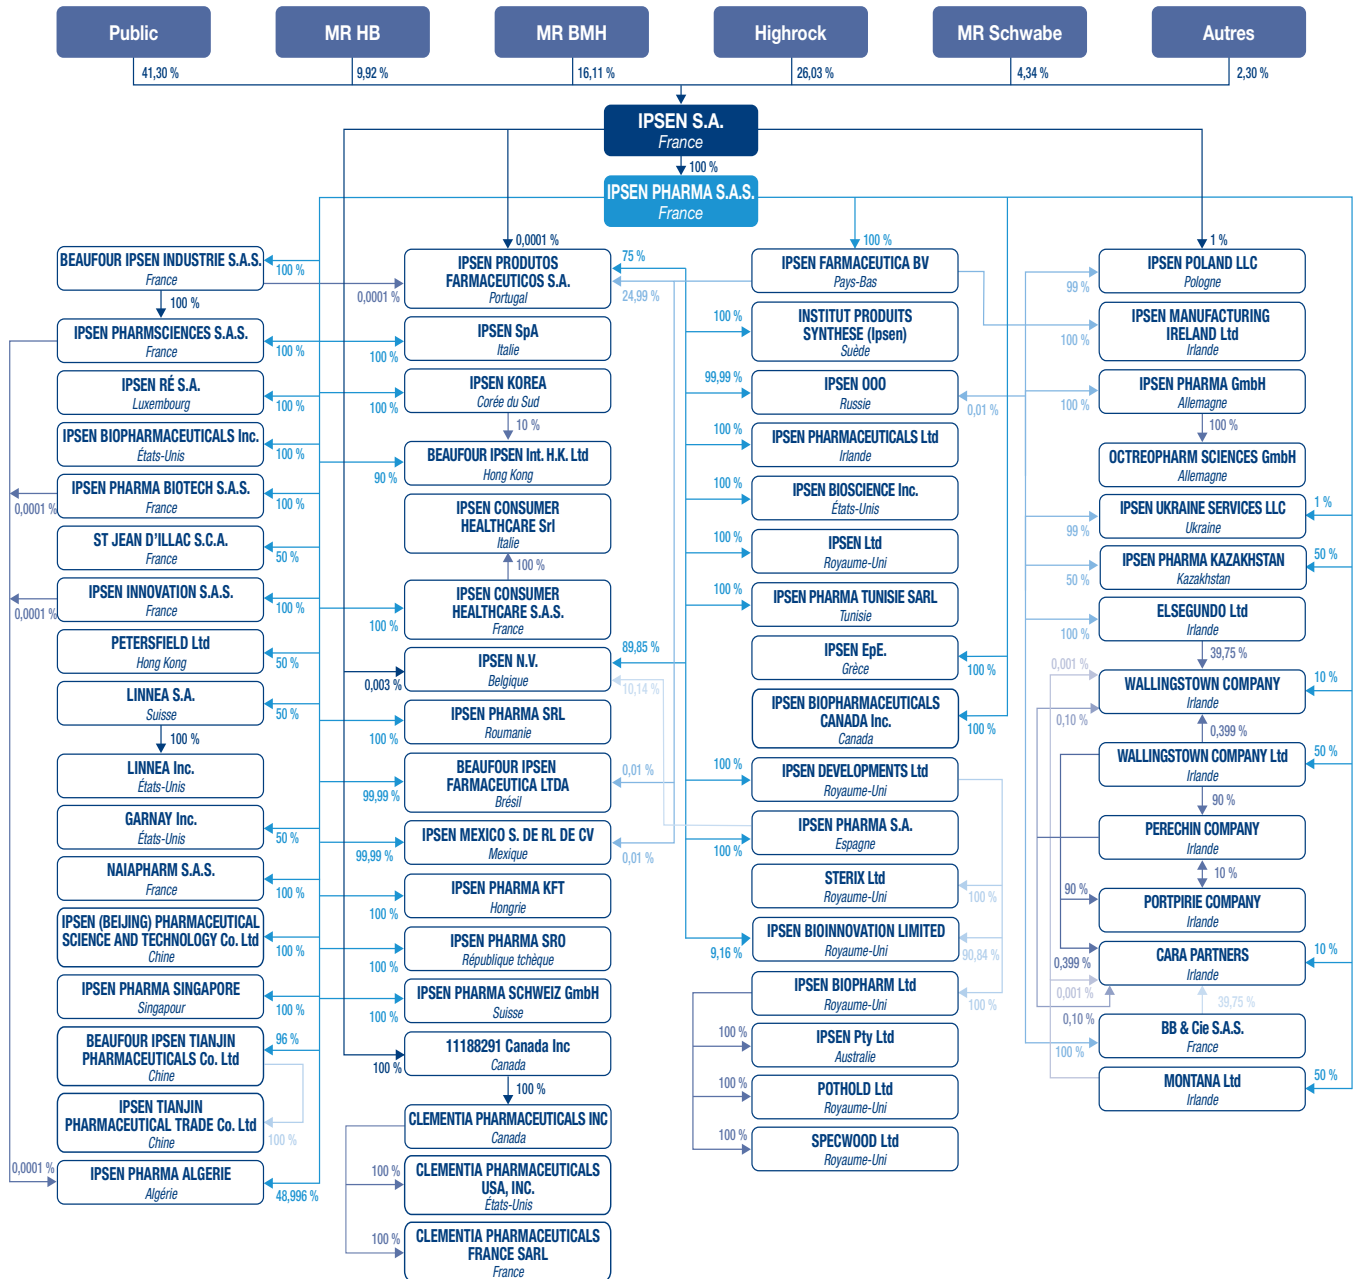 Public
MR HB
MR BMH
Highrock
MR Schwabe
Autres
41,30 %
9,92 %
16,11 %
26,03 %
4,34 %
2,30 %
IPSEN S.A.
France
100 %
IPSEN PHARMA S.A.S.
France
BEAUFOUR IPSEN INDUSTRIE S.A.S.
France
100 %
100 %
0,0001 %
IPSEN PHARMSCIENCES S.A.S.
France
100 %
IPSEN RÉ S.A.
Luxembourg
100 %
IPSEN BIOPHARMACEUTICALS Inc.
États-Unis
100 %
IPSEN PHARMA BIOTECH S.A.S.
France
0,0001 %
100 %
ST JEAN D’ILLAC S.C.A.
France
50 %
IPSEN INNOVATION S.A.S.
France
0,0001 %
100 %
PETERSFIELD Ltd
Hong Kong
50 %
LINNEA S.A.
Suisse
50 %
100 %
LINNEA Inc.
États-Unis
GARNAY Inc.
États-Unis
50 %
NAIAPHARM S.A.S.
France
100 %
IPSEN (BEIJING) PHARMACEUTICAL
SCIENCE AND TECHNOLOGY Co. Ltd
Chine
100 %
IPSEN PHARMA SINGAPORE
Singapour
100 %
BEAUFOUR IPSEN TIANJIN
PHARMACEUTICALS Co. Ltd
Chine
96 %
IPSEN TIANJIN
PHARMACEUTICAL TRADE Co. Ltd
Chine
100 %
IPSEN PHARMA ALGERIE
Algérie
0,0001 %
48,996 %
0,0001 %
IPSEN PRODUTOS
FARMACEUTICOS S.A.
Portugal
75 %
24,99 %
IPSEN SpA
Italie
100 %
IPSEN KOREA
Corée du Sud
100 %
10 %
BEAUFOUR IPSEN Int. H.K. Ltd
Hong Kong
90 %
IPSEN CONSUMER
HEALTHCARE Srl
Italie
100 %
IPSEN CONSUMER
HEALTHCARE S.A.S.
France
100 %
IPSEN N.V.
Belgique
0,003 %
89,85 %
10,14 %
IPSEN PHARMA SRL
Roumanie
100 %
BEAUFOUR IPSEN
FARMACEUTICA LTDA
Brésil
99,99 %
0,01 %
IPSEN MEXICO S. DE RL DE CV
Mexique
99,99 %
0,01 %
IPSEN PHARMA KFT
Hongrie
100 %
IPSEN PHARMA SRO
République tchèque
100 %
IPSEN PHARMA SCHWEIZ GmbH
Suisse
100 %
11188291 Canada Inc
Canada
100 %
100 %
CLEMENTIA PHARMACEUTICALS INC
Canada
CLEMENTIA PHARMACEUTICALS
USA, INC.
États-Unis
100 %
CLEMENTIA PHARMACEUTICALS
FRANCE SARL
France
100 %
100 %
IPSEN FARMACEUTICA BV
Pays-Bas
INSTITUT PRODUITS
SYNTHESE (Ipsen)
Suède
100 %
IPSEN OOO
Russie
99,99 %
0,01 %
IPSEN PHARMACEUTICALS Ltd
Irlande
100 %
IPSEN BIOSCIENCE Inc.
États-Unis
100 %
IPSEN Ltd
Royaume-Uni
100 %
IPSEN PHARMA TUNISIE SARL
Tunisie
100 %
IPSEN EpE.
Grèce
100 %
IPSEN BIOPHARMACEUTICALS
CANADA Inc.
Canada
100 %
IPSEN DEVELOPMENTS Ltd
Royaume-Uni
100 %
IPSEN PHARMA S.A.
Espagne
100 %
STERIX Ltd
Royaume-Uni
100 %
IPSEN BIOINNOVATION LIMITED
Royaume-Uni
9,16 %
90,84 %
IPSEN BIOPHARM Ltd
Royaume-Uni
100 %
IPSEN Pty Ltd
Australie
100 %
POTHOLD Ltd
Royaume-Uni
100 %
SPECWOOD Ltd
Royaume-Uni
100 %
1 %
IPSEN POLAND LLC
Pologne
99 %
IPSEN MANUFACTURING
IRELAND Ltd
Irlande
100 %
IPSEN PHARMA GmbH
Allemagne
100 %
100 %
OCTREOPHARM SCIENCES GmbH
Allemagne
IPSEN UKRAINE SERVICES LLC
Ukraine
99 %
1 %
IPSEN PHARMA KAZAKHSTAN
Kazakhstan
50 %
50 %
ELSEGUNDO Ltd
Irlande
100 %
39,75 %
WALLINGSTOWN COMPANY
Irlande
0,001 %
0,10 %
10 %
0,399 %
WALLINGSTOWN COMPANY Ltd
Irlande
50 %
90 %
PERECHIN COMPANY
Irlande
10 %
PORTPIRIE COMPANY
Irlande
90 %
CARA PARTNERS
Irlande
0,399 %
0,001 %
0,10 %
10 %
39,75 %
BB & Cie S.A.S.
France
100 %
MONTANA Ltd
Irlande
50 %